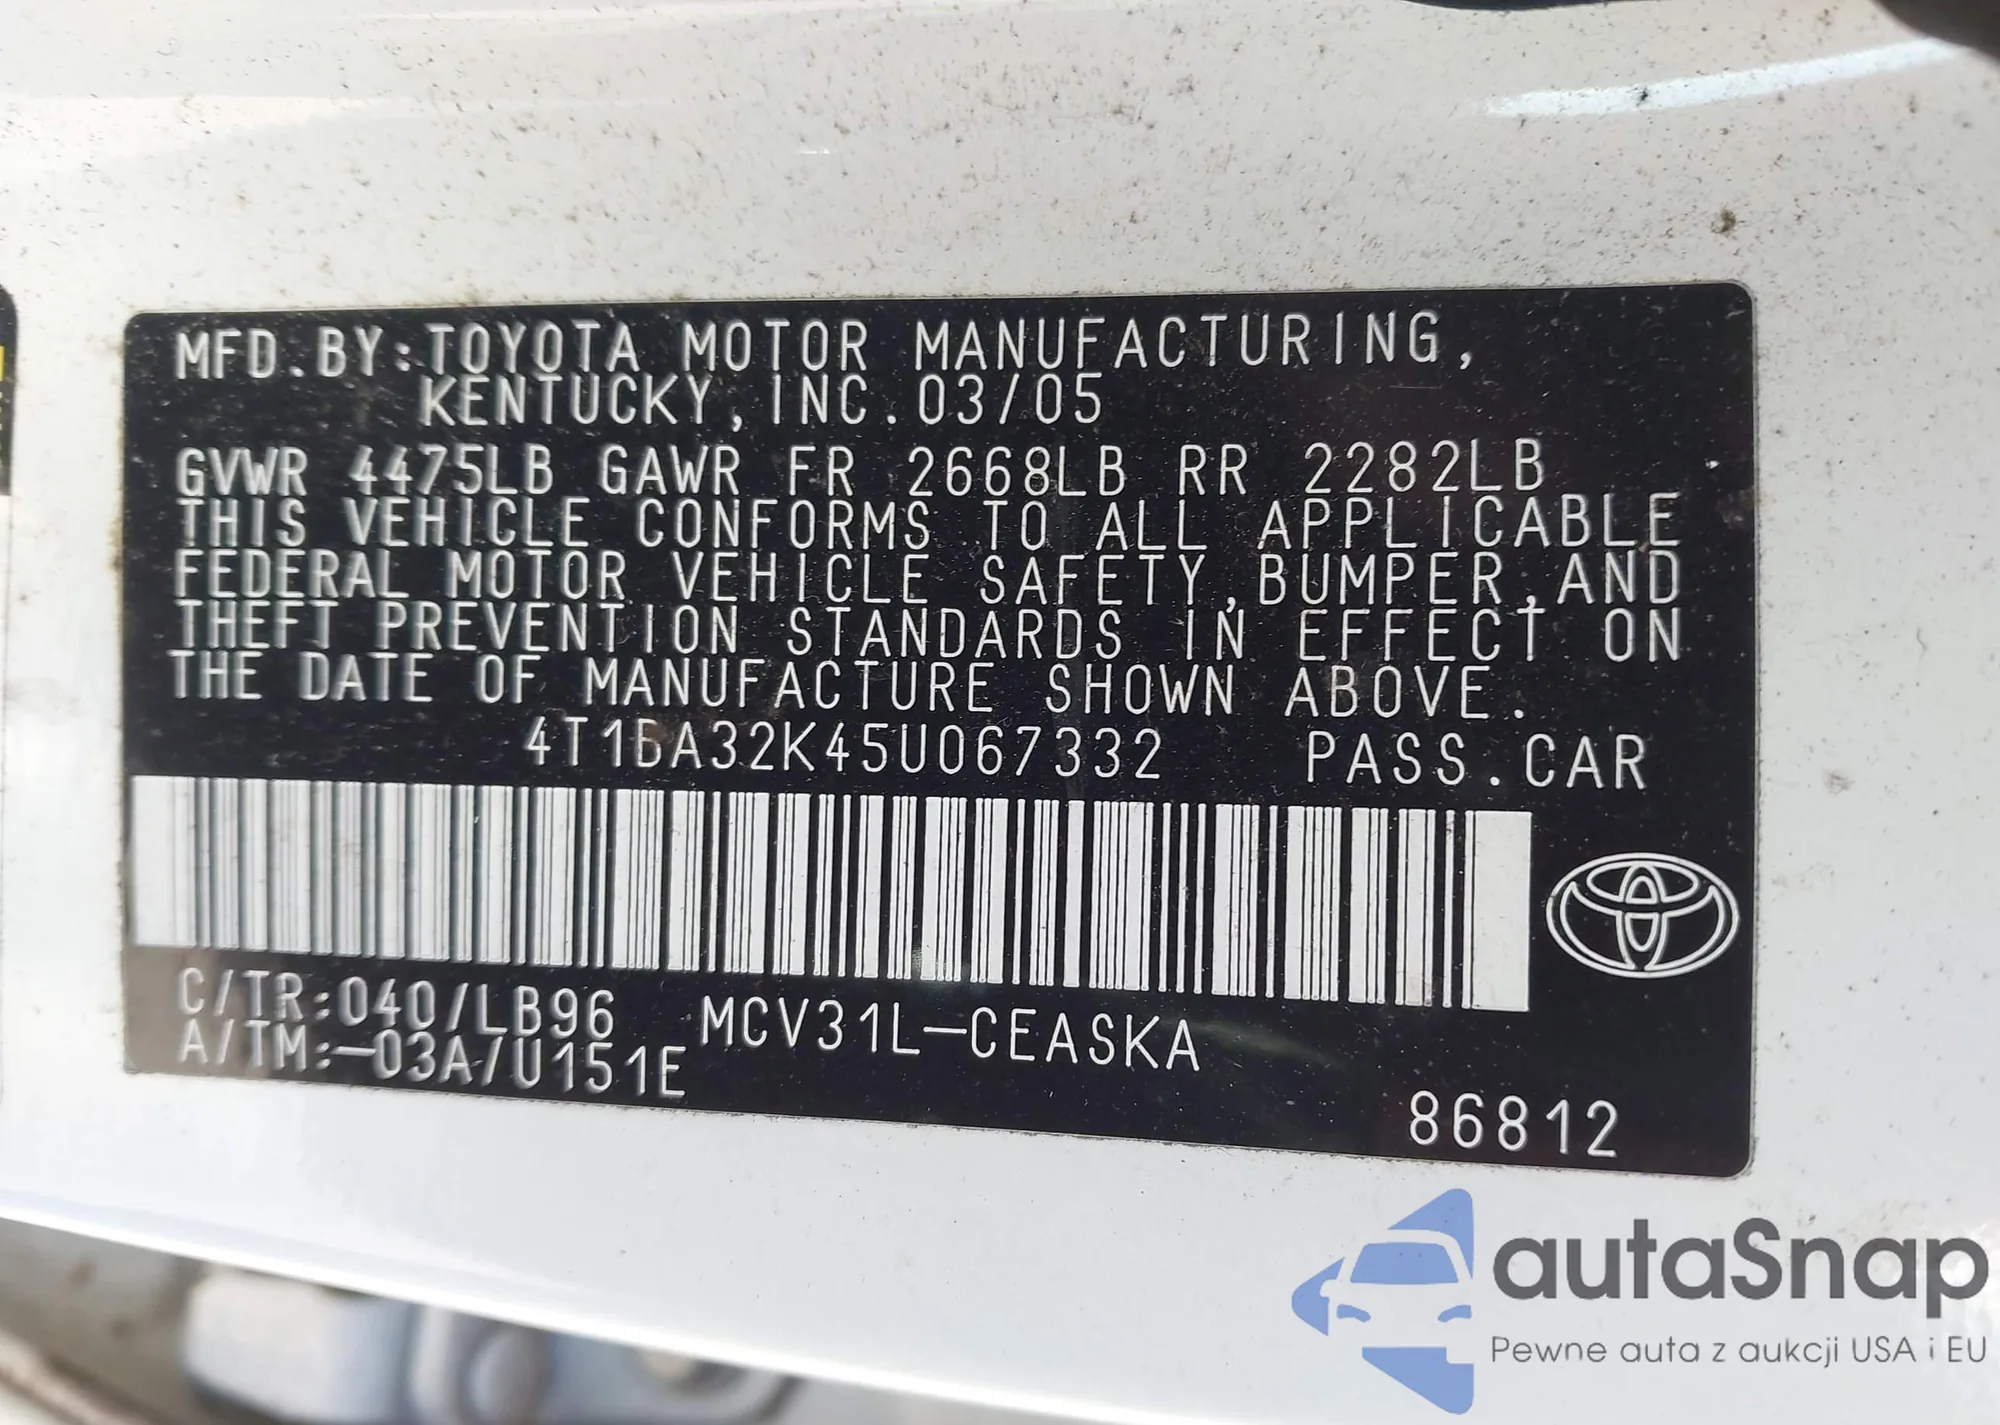 MFD.BY:TOYOTA MOTOR MANUFACTURING,
KENTUCKY,INC.03/05
GVWR 4475LB GAWR FR 2668LB RR 2282LB
THIS VEHICLE CONFORMS TO ALL APPLICABLE
FEDERAL MOTOR VEHICLE SAFETY,BUMPER,AND
THEFT PREVENTION STANDARDS IN EFFECT ON
THE DATE OF MANUFACTURE SHOWN ABOVE.
4T1BA32K45U067332 PASS.CAR
C/TR:040/LB96 MCV31L-CEASKA
A/TM:-03A/U151E
86812
autaSnap
Pewne auta z aukcji USA i EU